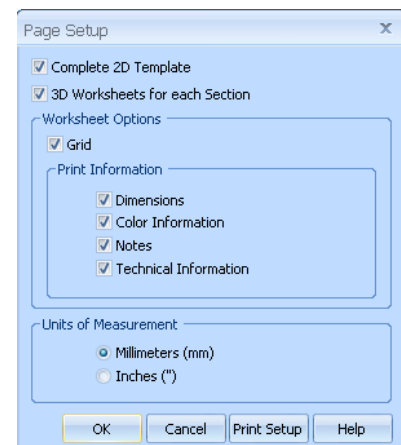 Page Setup
Complete 2D Template
3D Worksheets for each Section
Worksheet Options
Grid
Print Information
Dimensions
Color Information
Notes
Technical Information
Units of Measurement
Millimeters (mm)
Inches (")
OK Cancel Print Setup Help